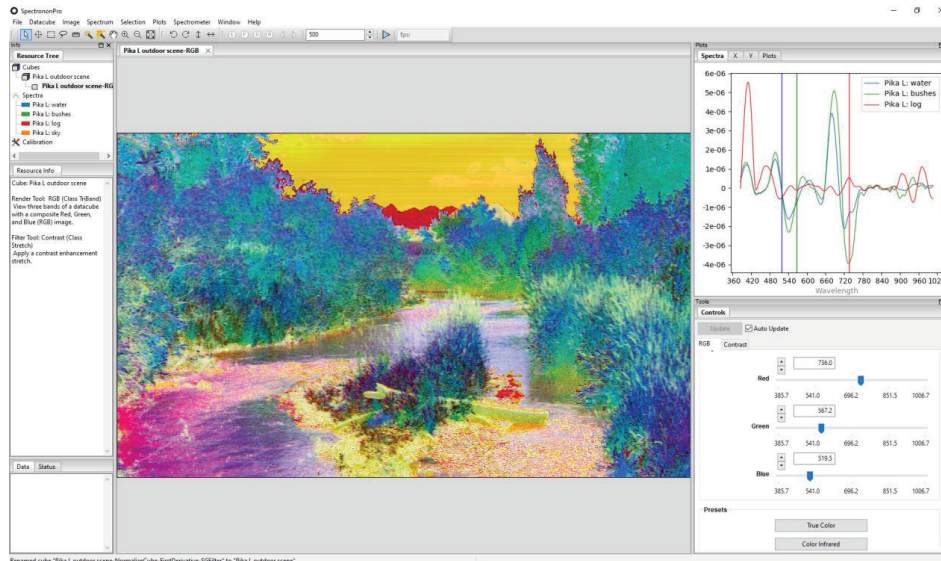 SpectrononPro
File Datacube Image Spectrum Selection Plots Spectrometer Window Help
500
fps
Info
Resource Tree
Cubes
Pika L outdoor scene
Pika L outdoor scene-RG
Spectra
Pika L: water
Pika L: bushes
Pika L: log
Pika L: sky
Calibration
Resource Info
Cube: Pika L outdoor scene
Render Tool: RGB (Class TriBand)
View three bands of a datacube
with a composite Red, Green,
and Blue (RGB) image.
Filter Tool: Contrast (Class
Stretch)
Apply a contrast enhancement
stretch.
Data Status
Pika L outdoor scene-RGB
Plots
Spectra X Y Plots
6e-06
5e-06
4e-06
3e-06
2e-06
1e-06
0
-1e-06
-2e-06
-3e-06
-4e-06
Pika L: water
Pika L: bushes
Pika L: log
360 420 480 540 600 660 720 780 840 900 960 102
Wavelength
Tools
Controls
Update Auto Update
RGB Contrast
736.0
Red
385.7 541.0 696.2 851.5 1006.7
567.2
Green
385.7 541.0 696.2 851.5 1006.7
519.5
Blue
385.7 541.0 696.2 851.5 1006.7
Presets
True Color
Color Infrared